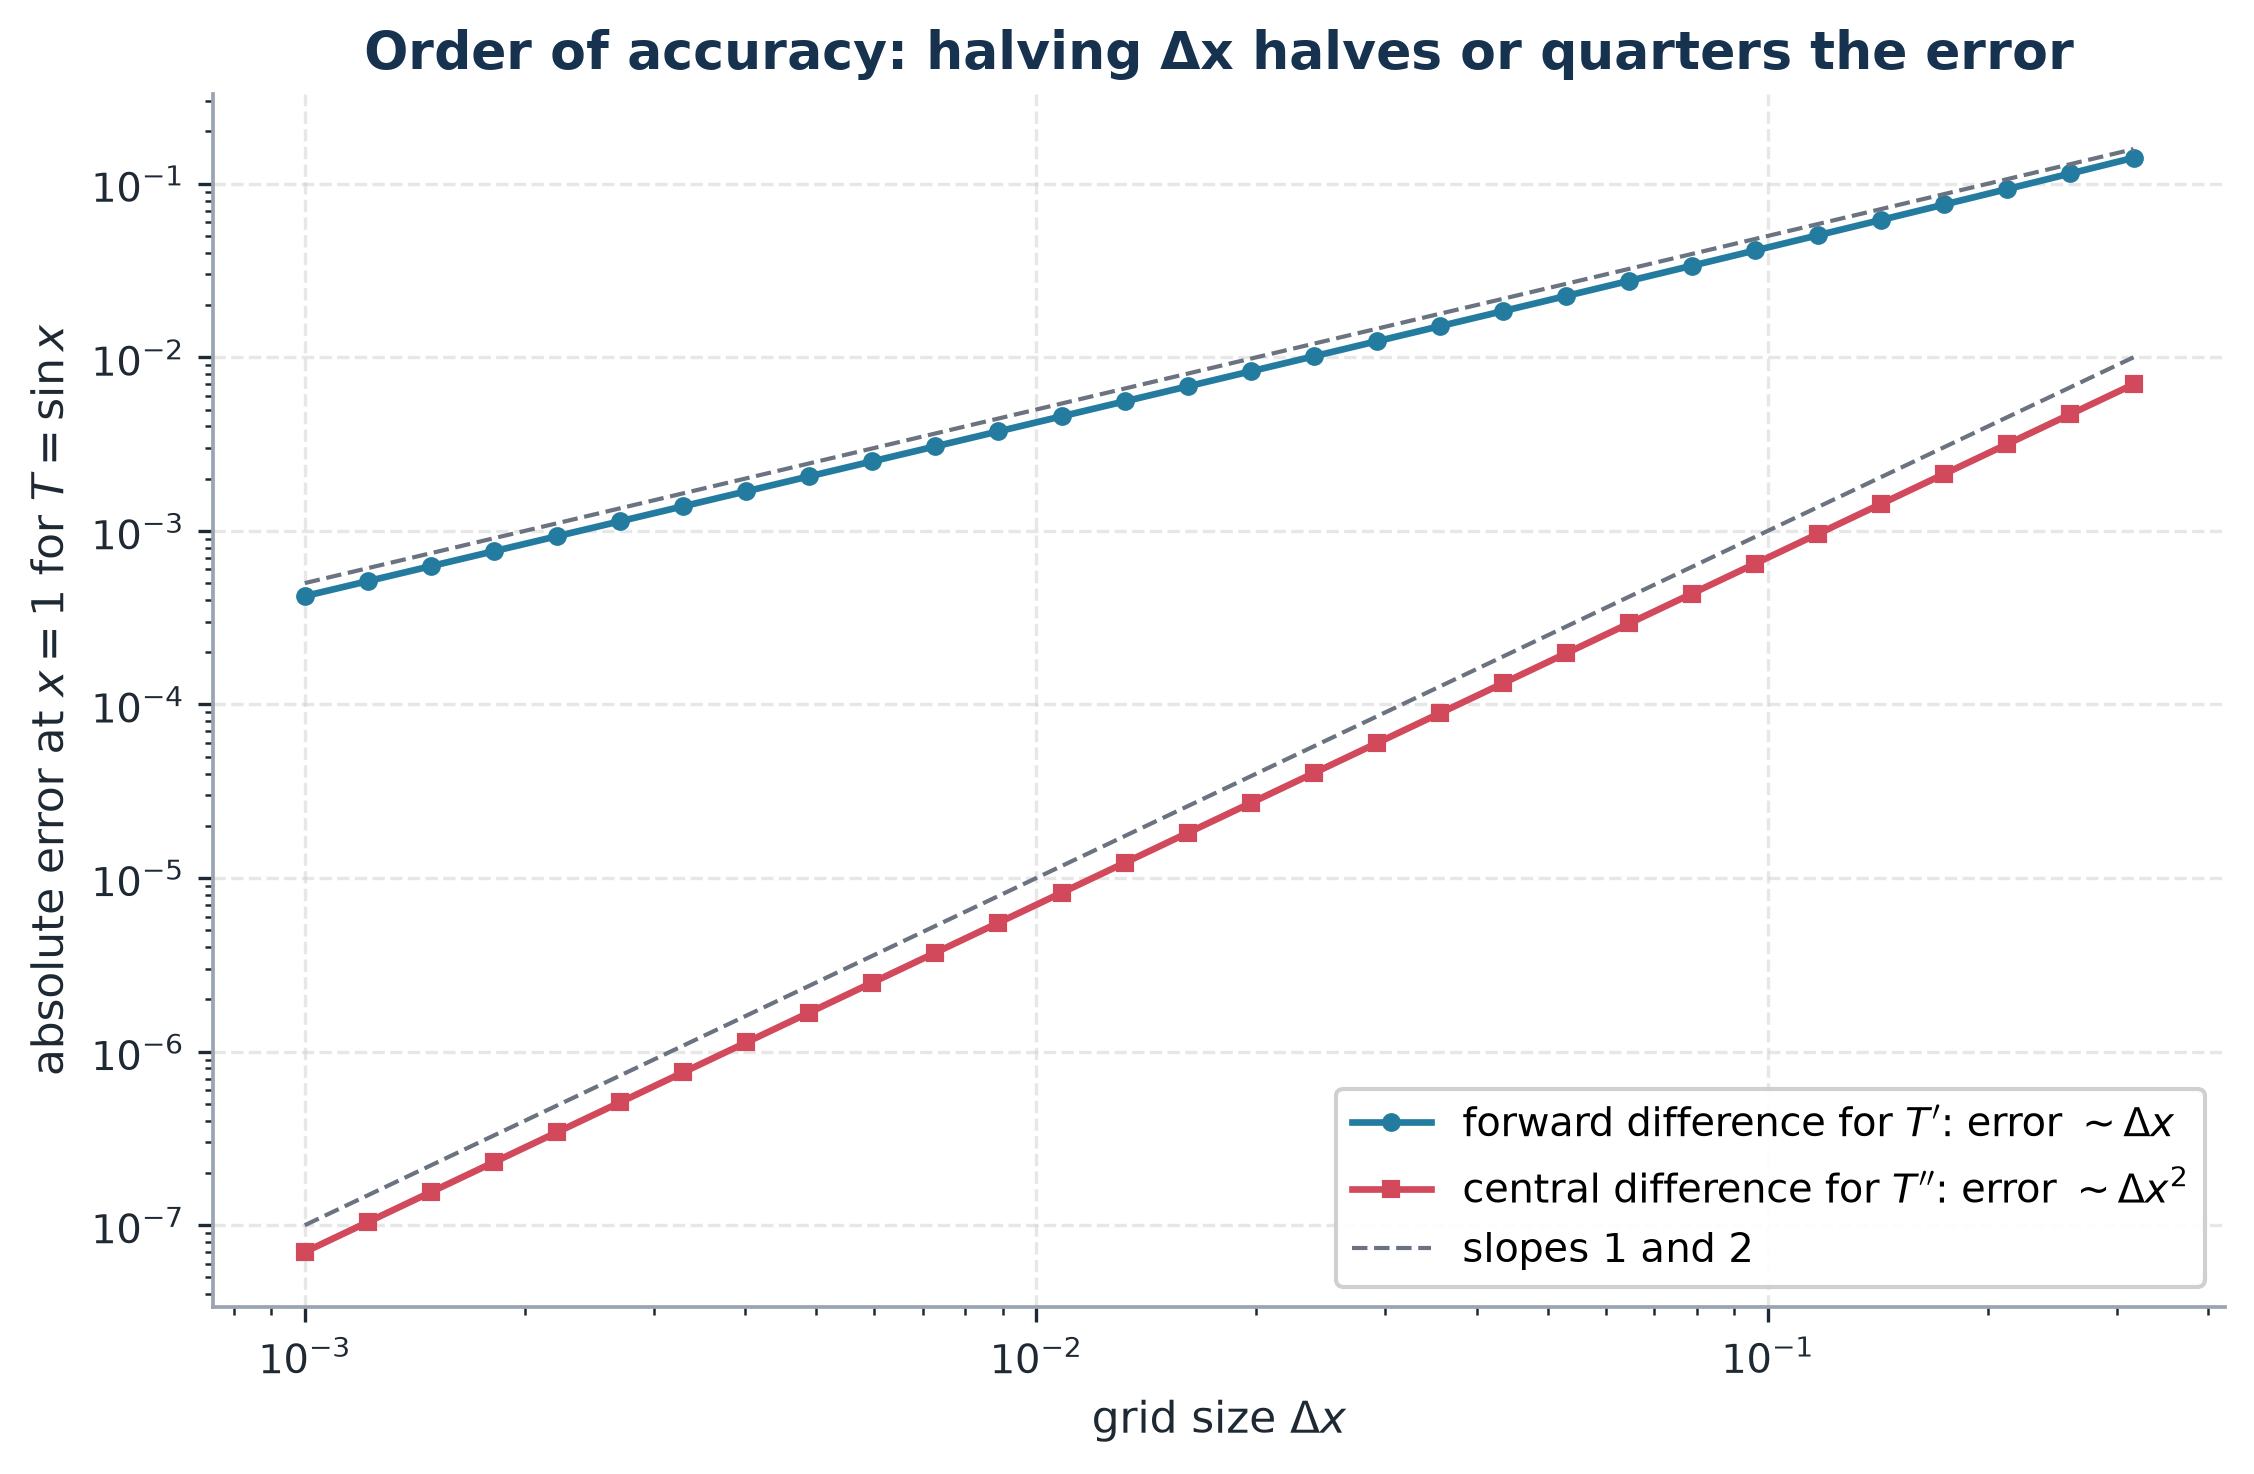 Order of accuracy: halving Δx halves or quarters the error
absolute error at x = 1 for T = sin x
10⁻¹
10⁻²
10⁻³
10⁻⁴
10⁻⁵
10⁻⁶
10⁻⁷
forward difference for T′: error ~ Δx
central difference for T″: error ~ Δx²
slopes 1 and 2
10⁻³ 10⁻² 10⁻¹
grid size Δx